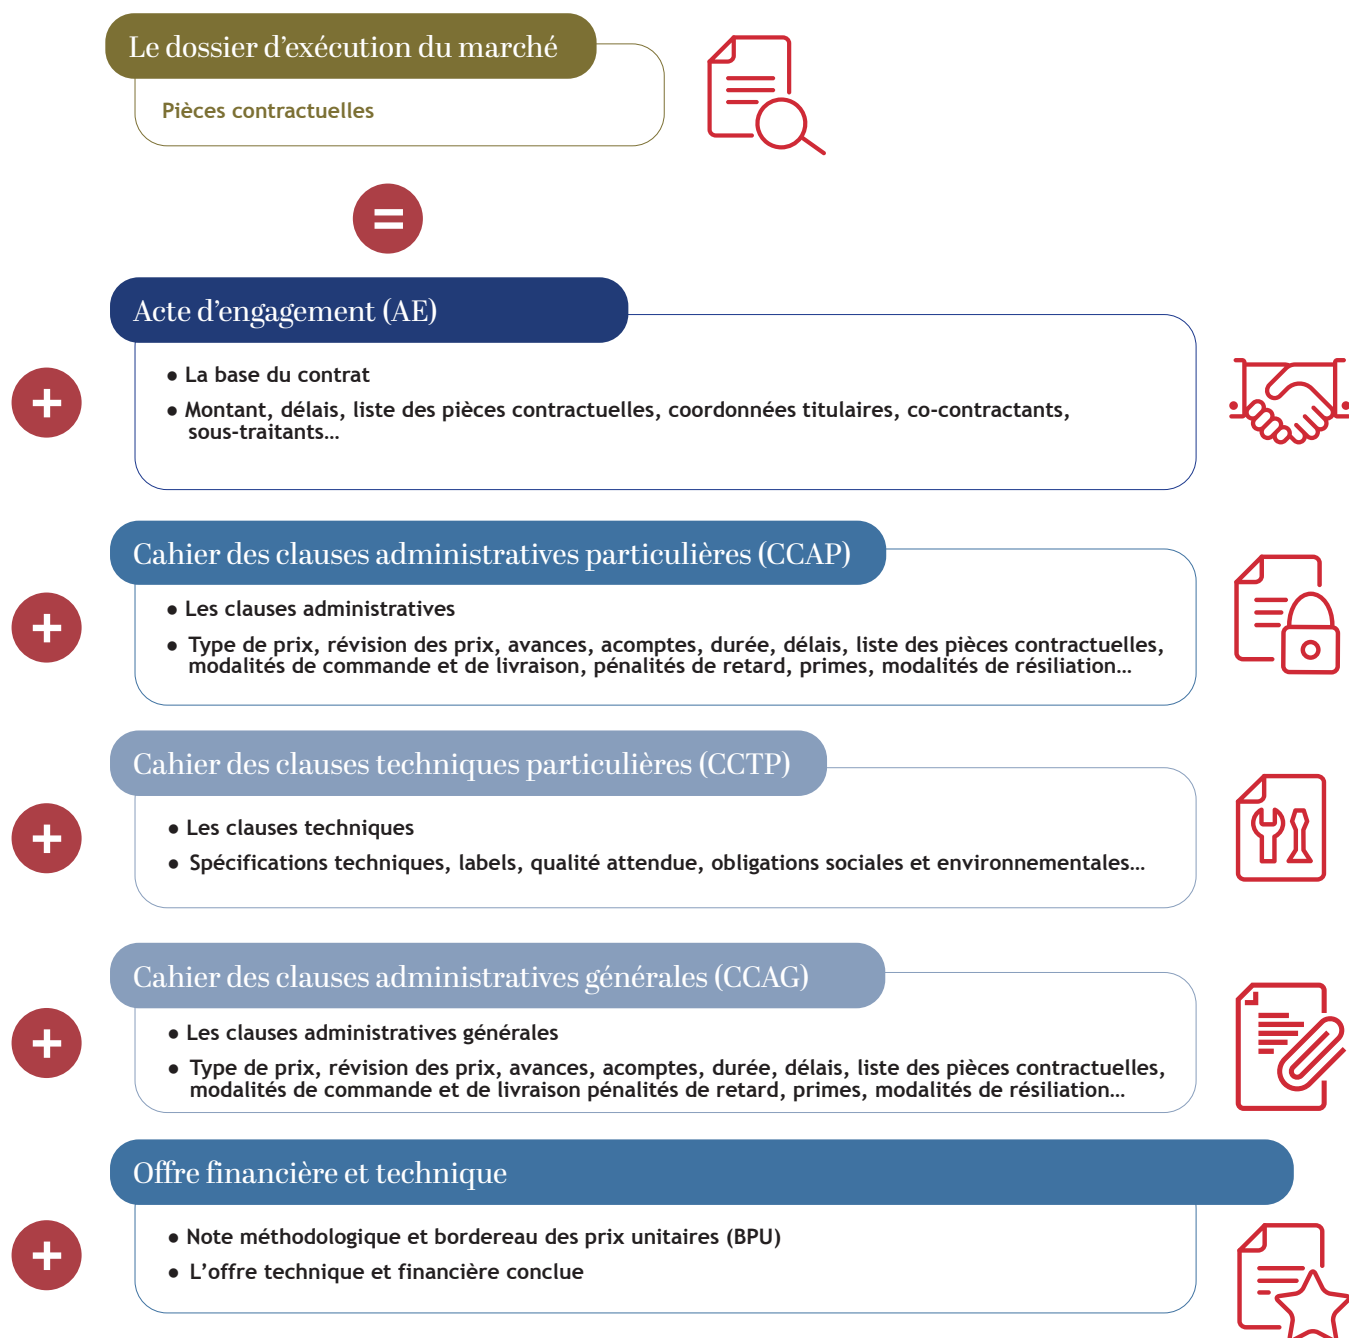 Le dossier d’exécution du marché
Pièces contractuelles
=
Acte d’engagement (AE)
+
● La base du contrat
● Montant, délais, liste des pièces contractuelles, coordonnées titulaires, co-contractants,
sous-traitants…
Cahier des clauses administratives particulières (CCAP)
+
● Les clauses administratives
● Type de prix, révision des prix, avances, acomptes, durée, délais, liste des pièces contractuelles,
modalités de commande et de livraison, pénalités de retard, primes, modalités de résiliation…
Cahier des clauses techniques particulières (CCTP)
+
● Les clauses techniques
● Spécifications techniques, labels, qualité attendue, obligations sociales et environnementales…
Cahier des clauses administratives générales (CCAG)
+
● Les clauses administratives générales
● Type de prix, révision des prix, avances, acomptes, durée, délais, liste des pièces contractuelles,
modalités de commande et de livraison pénalités de retard, primes, modalités de résiliation…
Offre financière et technique
+
● Note méthodologique et bordereau des prix unitaires (BPU)
● L’offre technique et financière conclue